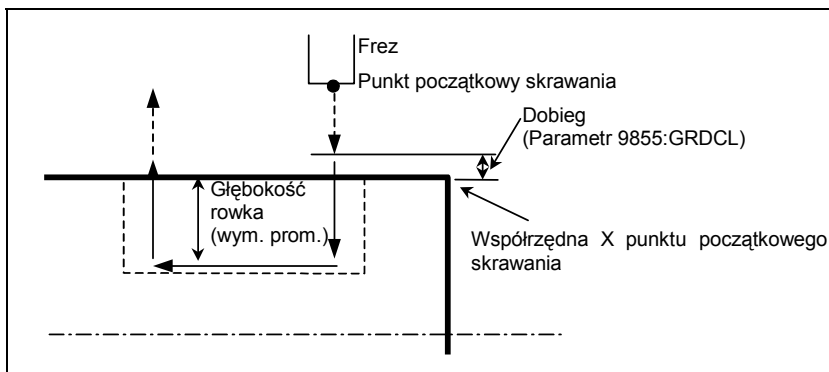 Frez
Punkt początkowy skrawania
Dobieg
(Parametr 9855:GRDCL)
Głębokość
rowka
(wym. prom.)
Współrzędna X punktu początkowego
skrawania